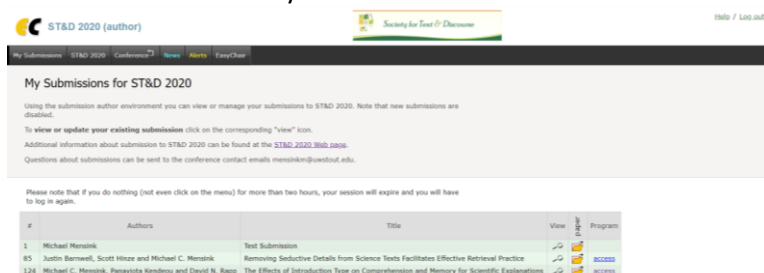 ST&D 2020 (author)
Society for Text & Discourse
Help / Log out
My Submissions ST&D 2020 Conference News Alerts EasyChair
My Submissions for ST&D 2020
Using the submission author environment you can view or manage your submissions to ST&D 2020. Note that new submissions are
disabled.
To view or update your existing submission click on the corresponding "view" icon.
Additional information about submission to ST&D 2020 can be found at the ST&D 2020 Web page.
Questions about submissions can be sent to the conference contact emails mensinkm@uwstout.edu.
Please note that if you do nothing (not even click on the menu) for more than two hours, your session will expire and you will have
to log in again.
# Authors Title View paper Program
1 Michael Mensink Test Submission
85 Justin Barnwell, Scott Hinze and Michael C. Mensink Removing Seductive Details from Science Texts Facilitates Effective Retrieval Practice access
124 Michael C. Mensink, Panayiota Kendeou and David N. Rapp The Effects of Introduction Type on Comprehension and Memory for Scientific Explanations access